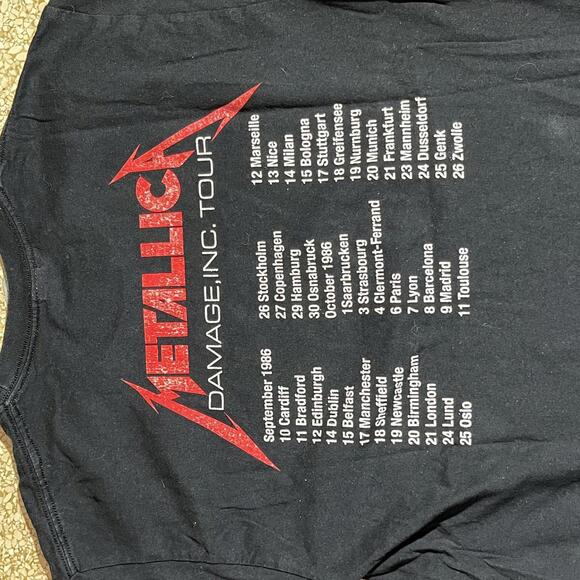 METALLICA
DAMAGE, INC. TOUR
September 1986
10 Cardiff
11 Bradford
12 Edinburgh
14 Dublin
15 Belfast
17 Manchester
18 Sheffield
19 Newcastle
20 Birmingham
21 London
24 Lund
25 Oslo
26 Stockholm
27 Copenhagen
29 Hamburg
30 Osnabruck
October 1986
1Saarbrucken
3 Strasbourg
4 Clermont-Ferrand
6 Paris
7 Lyon
8 Barcelona
9 Madrid
11 Toulouse
12 Marseille
13 Nice
14 Milan
15 Bologna
17 Stuttgart
18 Greifensee
19 Nurnburg
20 Munich
21 Frankfurt
23 Mannheim
24 Dusseldorf
25 Genk
26 Zwolle